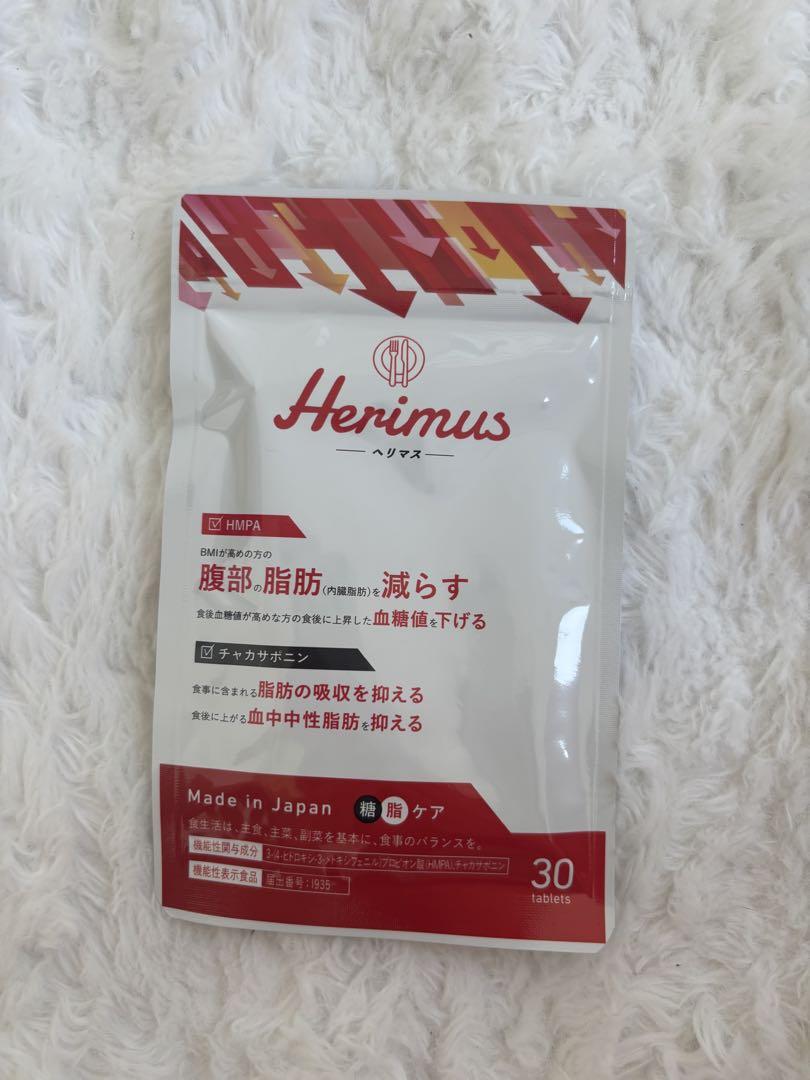 Herimus
ヘリマス
HMPA
BMIが高めの方の
腹部の脂肪(内臓脂肪)を減らす
食後血糖値が高めな方の食後に上昇した血糖値を下げる
チャカサポニン
食事に含まれる脂肪の吸収を抑える
食後に上がる血中中性脂肪を抑える
Made in Japan 糖脂ケア
食生活は、主食、主菜、副菜を基本に、食事のバランスを。
機能性関与成分 3-(4-ヒドロキシ-3-メトキシフェニル)プロピオン酸(HMPA)、チャカサポニン
機能性表示食品 届出番号:I935
30
tablets